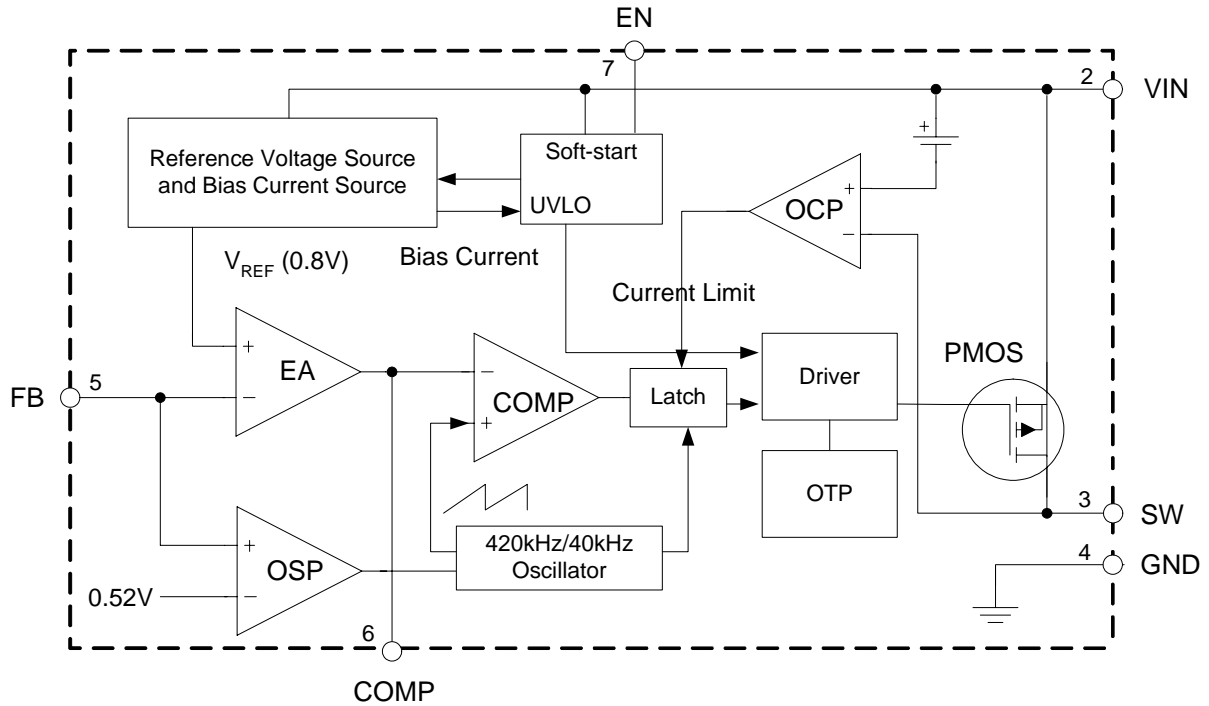 EN
7
2
VIN
+
Soft-start
Reference Voltage Source
and Bias Current Source
UVLO
+
OCP
−
V_REF (0.8V)
Bias Current
Current Limit
+
EA
−
PMOS
5
FB
−
COMP
+
Latch
Driver
OTP
3
SW
420kHz/40kHz
Oscillator
+
OSP
−
0.52V
4
GND
6
COMP